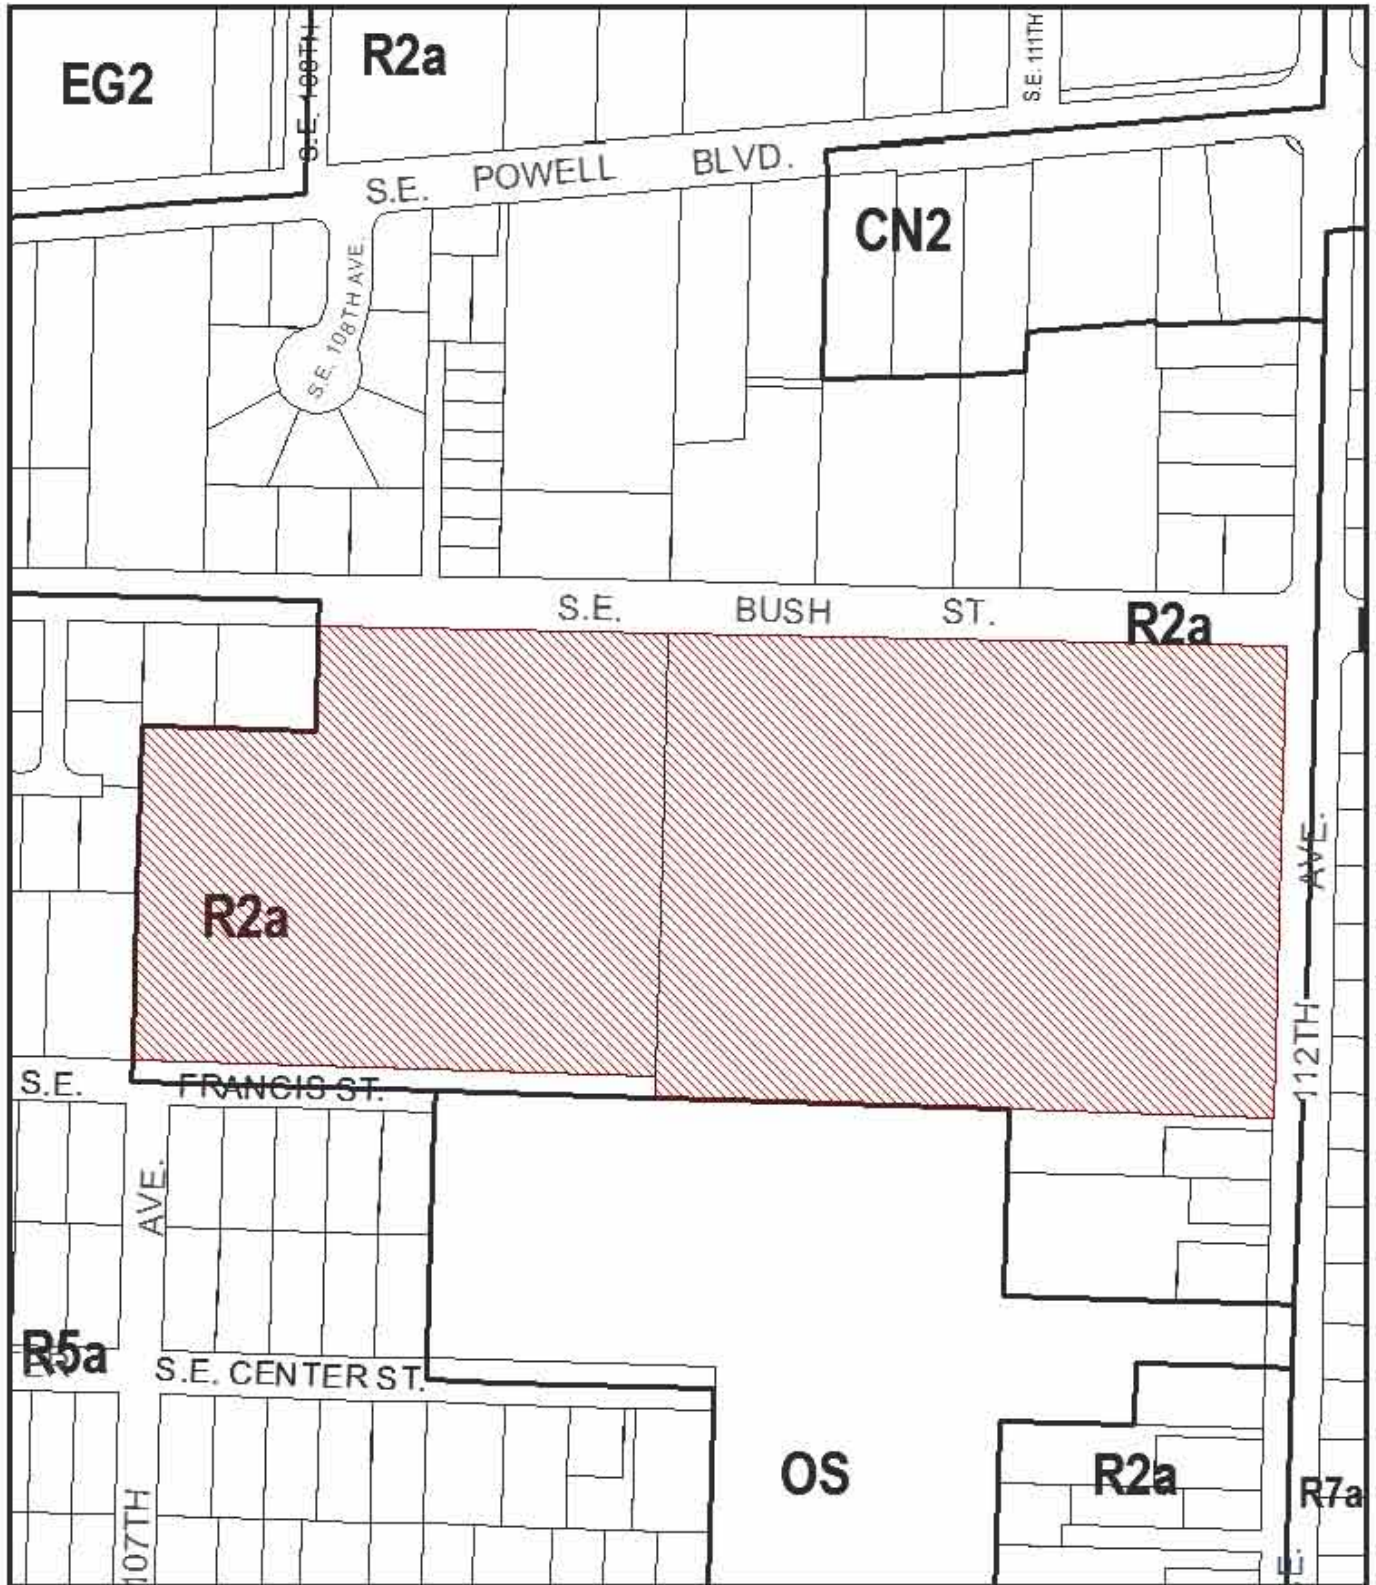 EG2
S.E. 108TH
R2a
S.E. 111TH
S.E. POWELL BLVD.
CN2
S.E. 108TH AVE.
S.E. BUSH ST.
R2a
R2a
112TH AVE.
S.E. FRANCIS ST.
AVE.
R5a
S.E. CENTER ST.
OS
R2a
R7a
107TH